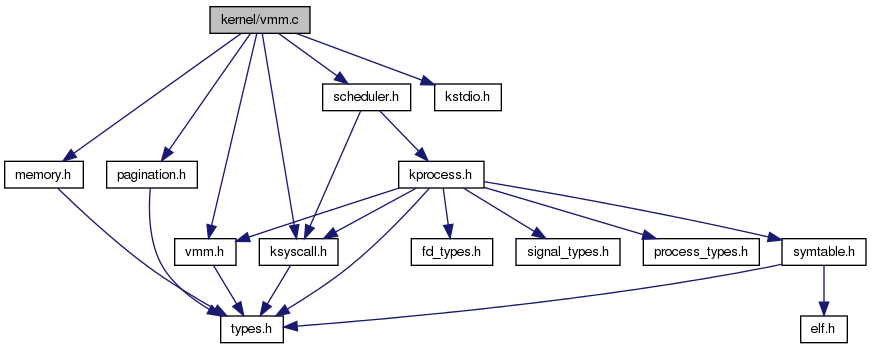 kernel/vmm.c
scheduler.h
kstdio.h
memory.h
pagination.h
kprocess.h
vmm.h
ksyscall.h
fd_types.h
signal_types.h
process_types.h
symtable.h
types.h
elf.h